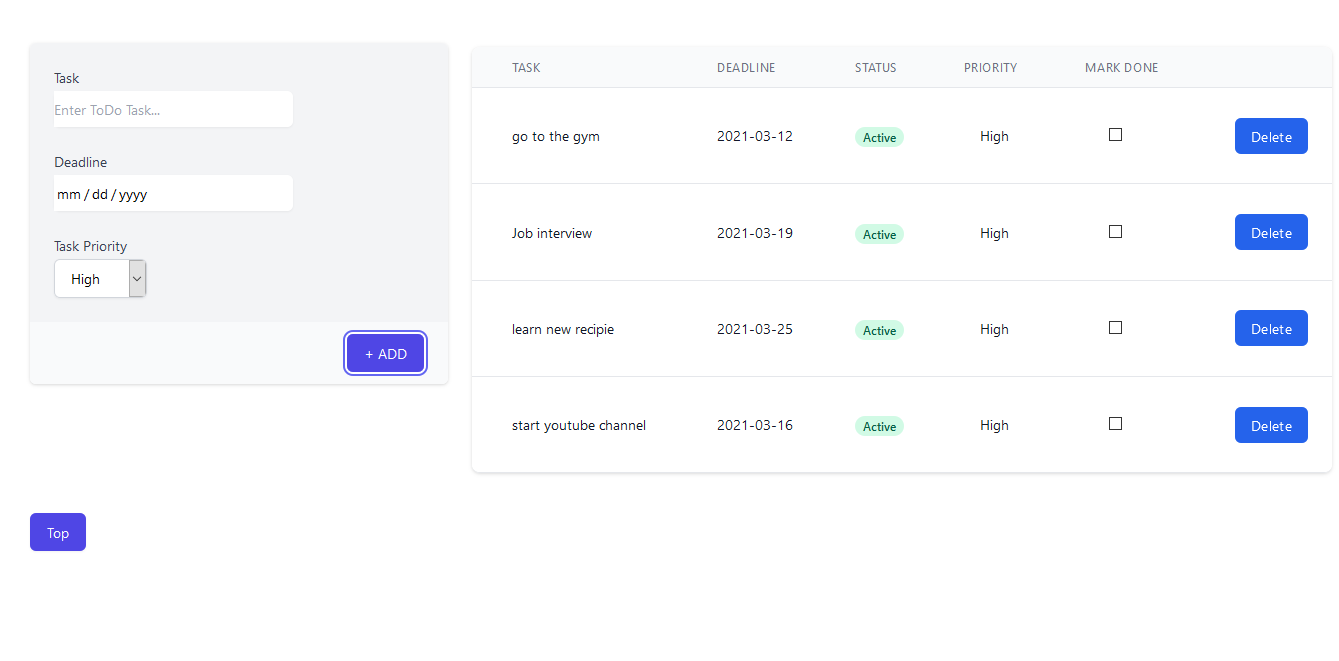 Task
Enter ToDo Task...
Deadline
mm / dd / yyyy
Task Priority
High
+ ADD
TASK DEADLINE STATUS PRIORITY MARK DONE
go to the gym 2021-03-12 Active High Delete
Job interview 2021-03-19 Active High Delete
learn new recipie 2021-03-25 Active High Delete
start youtube channel 2021-03-16 Active High Delete
Top